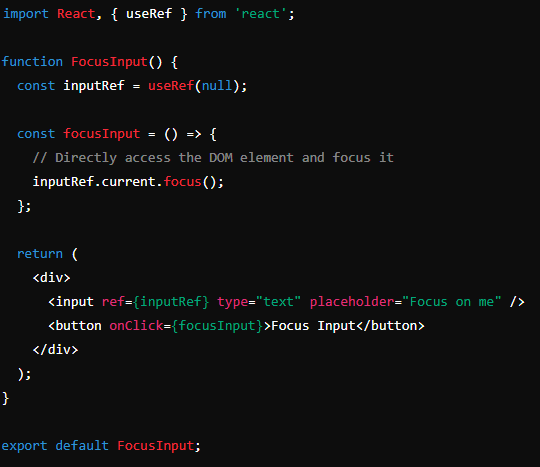 import React, { useRef } from 'react';
function FocusInput() {
const inputRef = useRef(null);
const focusInput = () => {
// Directly access the DOM element and focus it
inputRef.current.focus();
};
return (
<div>
<input ref={inputRef} type="text" placeholder="Focus on me" />
<button onClick={focusInput}>Focus Input</button>
</div>
);
}
export default FocusInput;